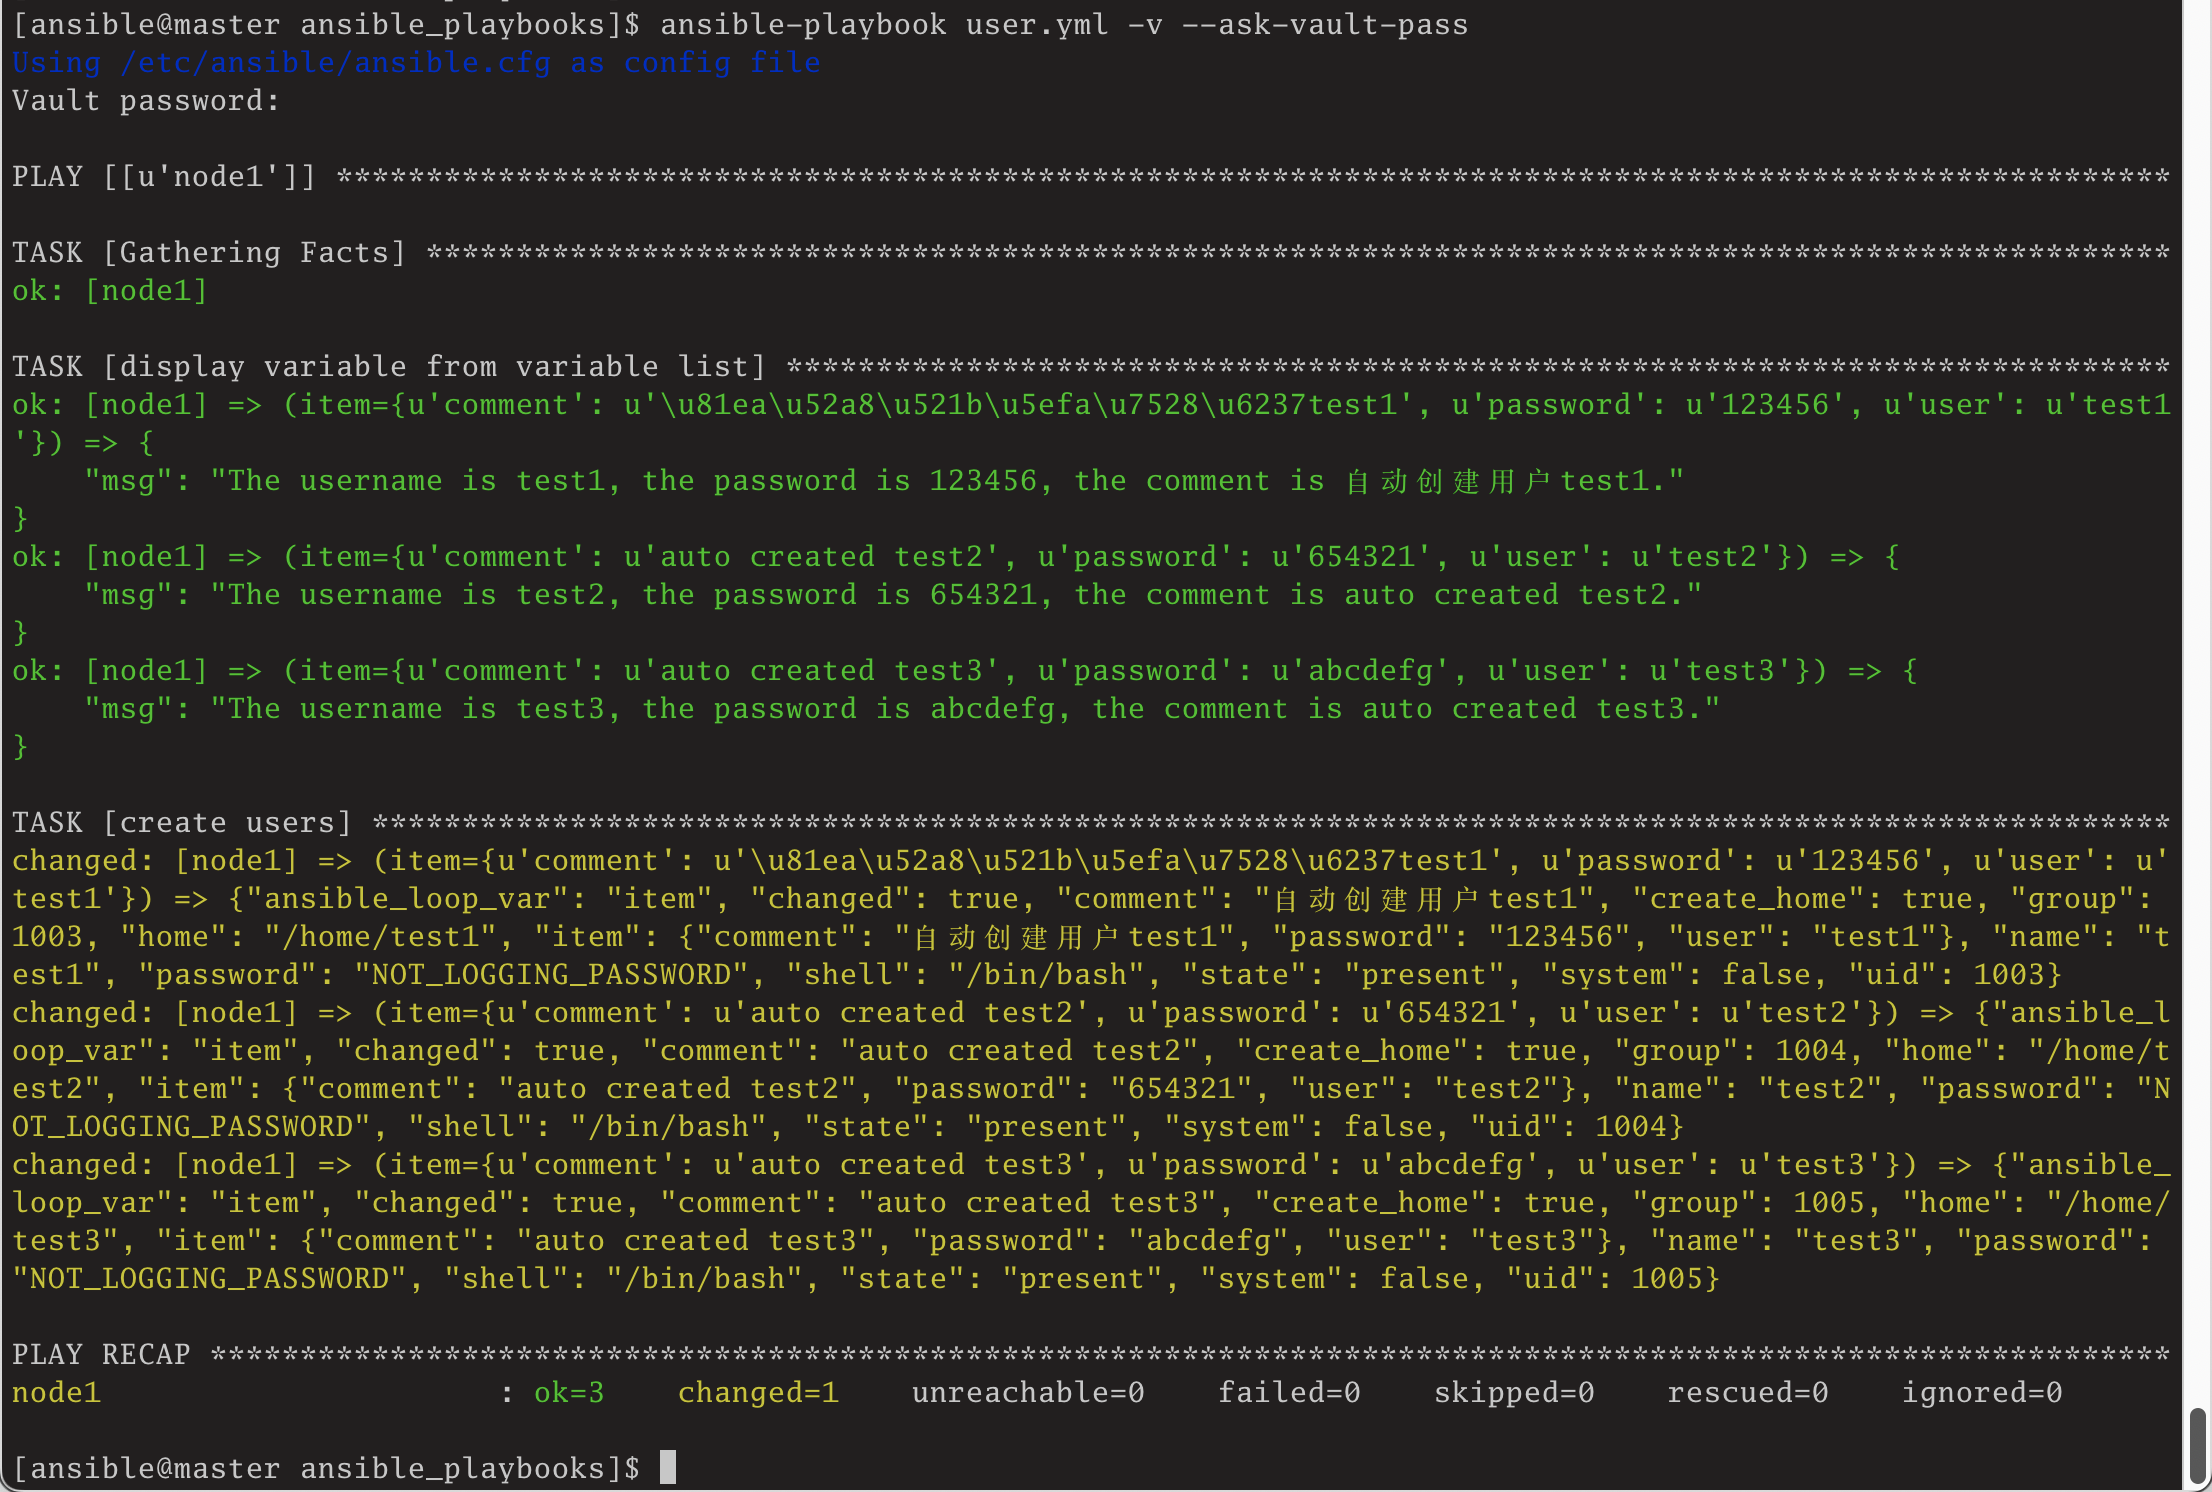 [ansible@master ansible_playbooks]$ ansible-playbook user.yml -v --ask-vault-pass
Using /etc/ansible/ansible.cfg as config file
Vault password:
PLAY [[u'node1']] ******************************************************************************************************
TASK [Gathering Facts] *************************************************************************************************
ok: [node1]
TASK [display variable from variable list] *****************************************************************************
ok: [node1] => (item={u'comment': u'\u81ea\u52a8\u521b\u5efa\u7528\u6237test1', u'password': u'123456', u'user': u'test1
'}) => {
    "msg": "The username is test1, the password is 123456, the comment is 自动创建用户test1."
}
ok: [node1] => (item={u'comment': u'auto created test2', u'password': u'654321', u'user': u'test2'}) => {
    "msg": "The username is test2, the password is 654321, the comment is auto created test2."
}
ok: [node1] => (item={u'comment': u'auto created test3', u'password': u'abcdefg', u'user': u'test3'}) => {
    "msg": "The username is test3, the password is abcdefg, the comment is auto created test3."
}
TASK [create users] ****************************************************************************************************
changed: [node1] => (item={u'comment': u'\u81ea\u52a8\u521b\u5efa\u7528\u6237test1', u'password': u'123456', u'user': u'
test1'}) => {"ansible_loop_var": "item", "changed": true, "comment": "自动创建用户test1", "create_home": true, "group":
1003, "home": "/home/test1", "item": {"comment": "自动创建用户test1", "password": "123456", "user": "test1"}, "name": "t
est1", "password": "NOT_LOGGING_PASSWORD", "shell": "/bin/bash", "state": "present", "system": false, "uid": 1003}
changed: [node1] => (item={u'comment': u'auto created test2', u'password': u'654321', u'user': u'test2'}) => {"ansible_l
oop_var": "item", "changed": true, "comment": "auto created test2", "create_home": true, "group": 1004, "home": "/home/t
est2", "item": {"comment": "auto created test2", "password": "654321", "user": "test2"}, "name": "test2", "password": "N
OT_LOGGING_PASSWORD", "shell": "/bin/bash", "state": "present", "system": false, "uid": 1004}
changed: [node1] => (item={u'comment': u'auto created test3', u'password': u'abcdefg', u'user': u'test3'}) => {"ansible_
loop_var": "item", "changed": true, "comment": "auto created test3", "create_home": true, "group": 1005, "home": "/home/
test3", "item": {"comment": "auto created test3", "password": "abcdefg", "user": "test3"}, "name": "test3", "password":
"NOT_LOGGING_PASSWORD", "shell": "/bin/bash", "state": "present", "system": false, "uid": 1005}
PLAY RECAP *************************************************************************************************************
node1                      : ok=3    changed=1    unreachable=0    failed=0    skipped=0    rescued=0    ignored=0
[ansible@master ansible_playbooks]$